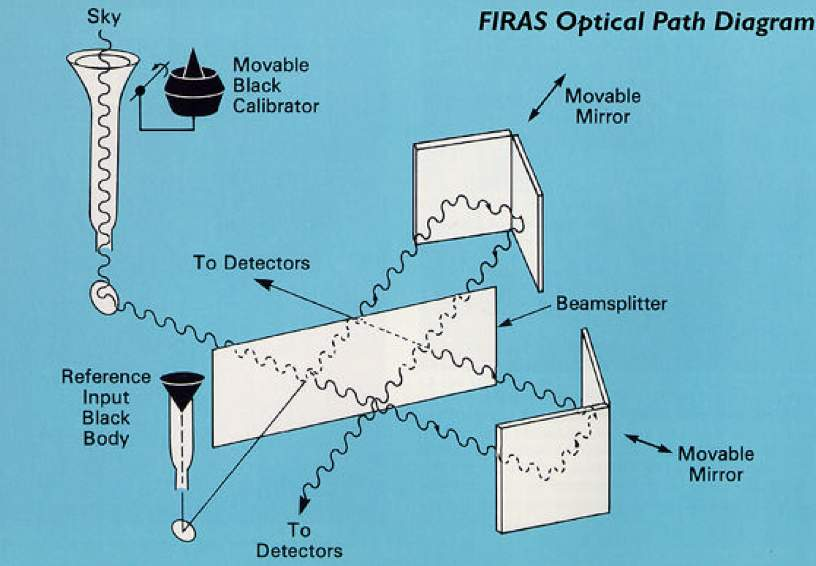 FIRAS Optical Path Diagram
Sky
Movable
Black
Calibrator
Movable
Mirror
To Detectors
Beamsplitter
Reference
Input
Black
Body
Movable
Mirror
To
Detectors